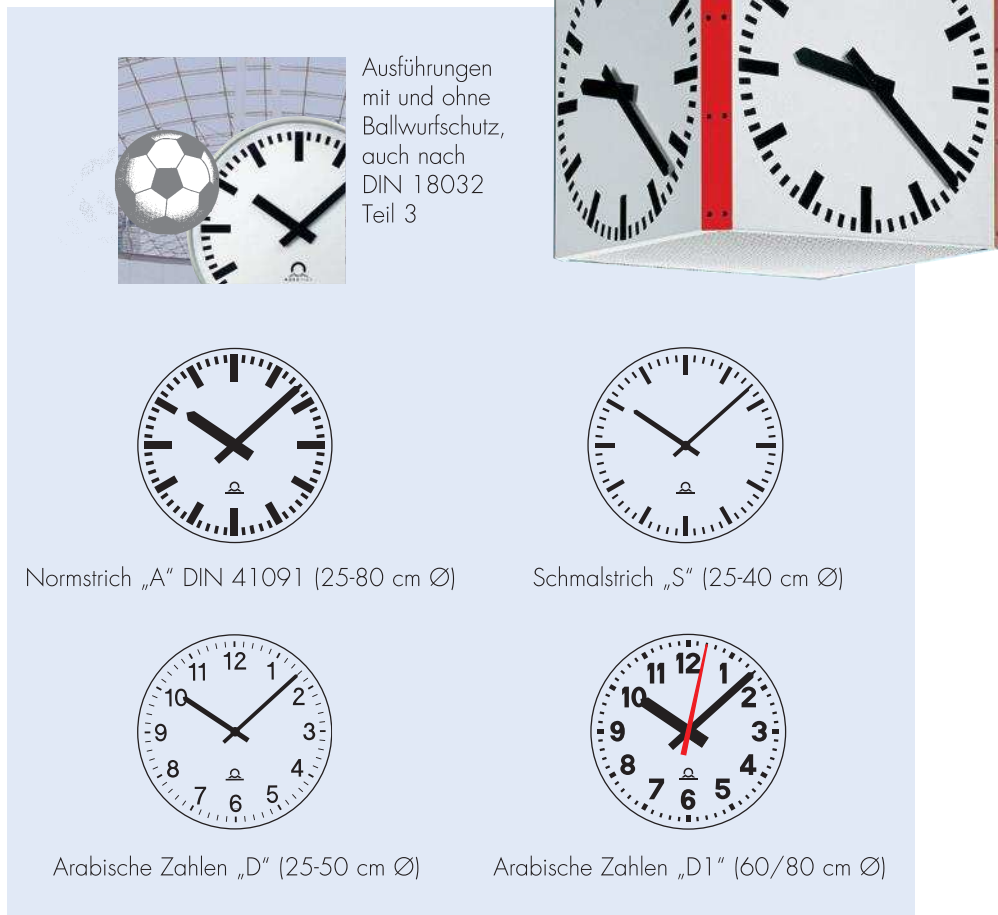 Ausführungen
mit und ohne
Ballwurfschutz,
auch nach
DIN 18032
Teil 3
Normstrich „A“ DIN 41091 (25-80 cm Ø)
Schmalstrich „S“ (25-40 cm Ø)
12
1
2
3
4
5
6
7
8
9
10
11
Arabische Zahlen „D“ (25-50 cm Ø)
12
1
2
3
4
5
6
7
8
9
10
11
Arabische Zahlen „D1“ (60/80 cm Ø)